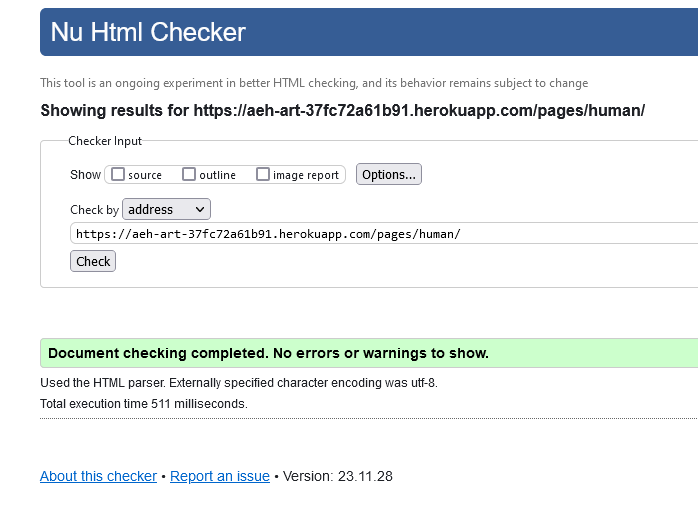 Nu Html Checker
This tool is an ongoing experiment in better HTML checking, and its behavior remains subject to change
Showing results for https://aeh-art-37fc72a61b91.herokuapp.com/pages/human/
Checker Input
Show source outline image report Options...
Check by address
https://aeh-art-37fc72a61b91.herokuapp.com/pages/human/
Check
Document checking completed. No errors or warnings to show.
Used the HTML parser. Externally specified character encoding was utf-8.
Total execution time 511 milliseconds.
About this checker • Report an issue • Version: 23.11.28